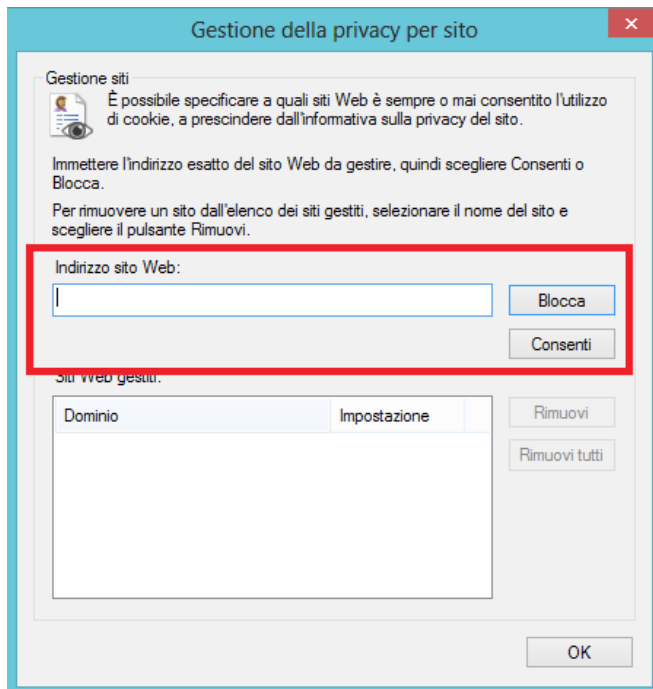 Gestione della privacy per sito
Gestione siti
È possibile specificare a quali siti Web è sempre o mai consentito l'utilizzo
di cookie, a prescindere dall'informativa sulla privacy del sito.
Immettere l'indirizzo esatto del sito Web da gestire, quindi scegliere Consenti o
Blocca.
Per rimuovere un sito dall'elenco dei siti gestiti, selezionare il nome del sito e
scegliere il pulsante Rimuovi.
Indirizzo sito Web:
Blocca
Consenti
Siti Web gestiti:
Dominio Impostazione
Rimuovi
Rimuovi tutti
OK